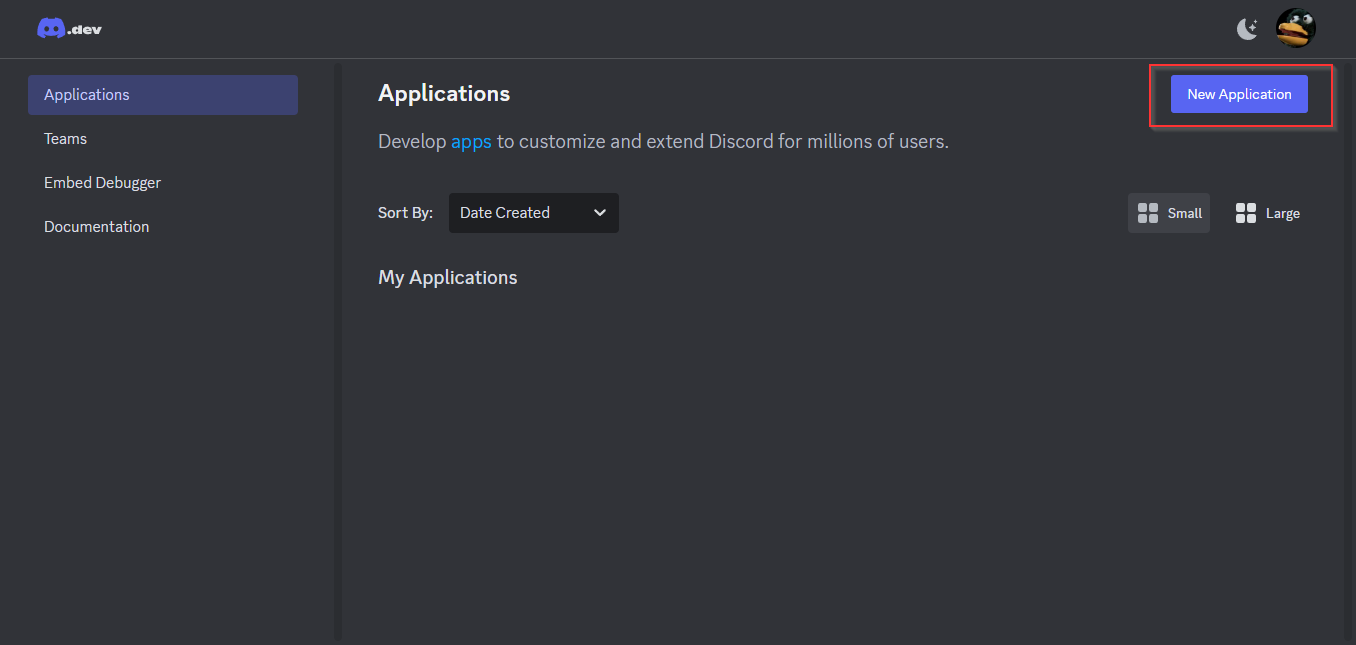 .dev
Applications
Teams
Embed Debugger
Documentation
Applications
New Application
Develop apps to customize and extend Discord for millions of users.
Sort By: Date Created
Small Large
My Applications